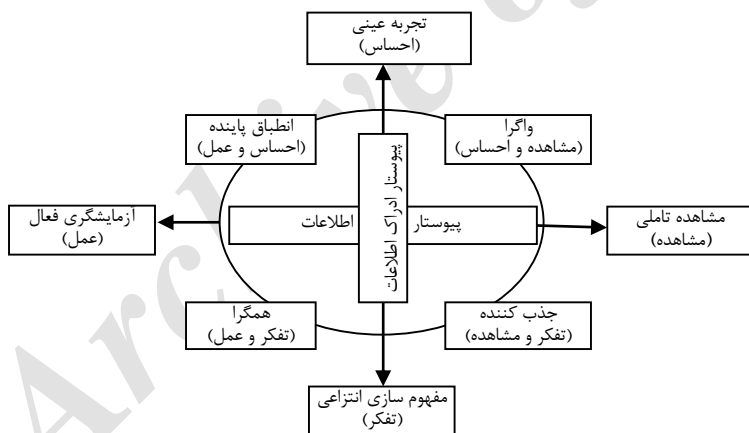 تجربه عینی
(احساس)
انطباق پاینده
(احساس و عمل)
واگرا
(مشاهده و احساس)
پیوستار ادراک اطلاعات
پیوستار
اطلاعات
آزمایشگری فعال
(عمل)
مشاهده تاملی
(مشاهده)
همگرا
(تفکر و عمل)
جذب کننده
(تفکر و مشاهده)
مفهوم سازی انتزاعی
(تفکر)